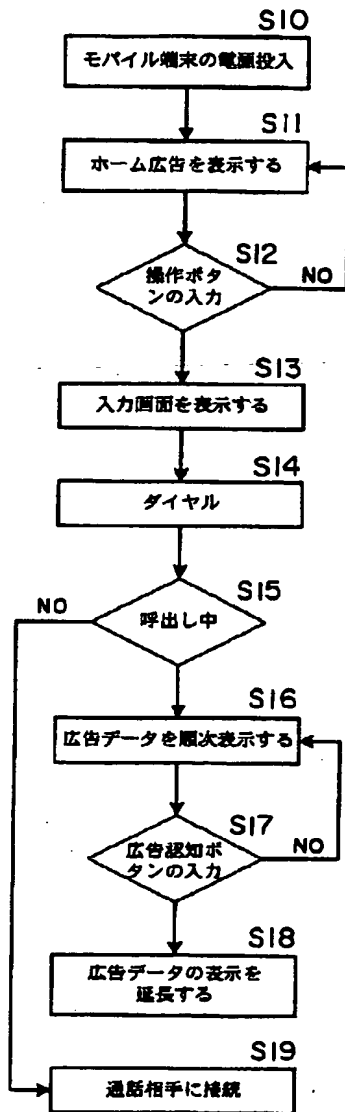 S10
モバイル端末の電源投入
S11
ホーム広告を表示する
S12
操作ボタ
ンの入力
NO
S13
入力画面を表示する
S14
ダイヤル
S15
NO
呼出し中
S16
広告データを順次表示する
S17
広告認知ボ
タンの入力
NO
S18
広告データの表示を
延長する
S19
通話相手に接続